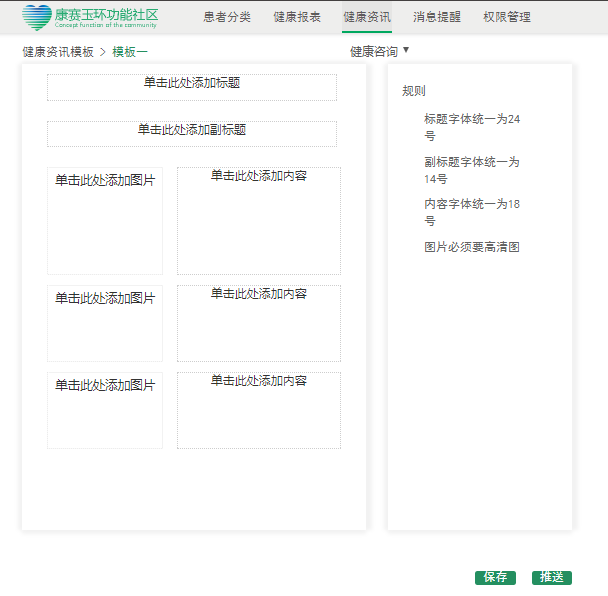 康赛玉环功能社区
Concept function of the community
患者分类 健康报表 健康资讯 消息提醒 权限管理
健康资讯模板 > 模板一
健康咨询 ▼
单击此处添加标题
单击此处添加副标题
单击此处添加图片
单击此处添加内容
单击此处添加图片
单击此处添加内容
单击此处添加图片
单击此处添加内容
规则
标题字体统一为24
号
副标题字体统一为
14号
内容字体统一为18
号
图片必须要高清图
保存 推送